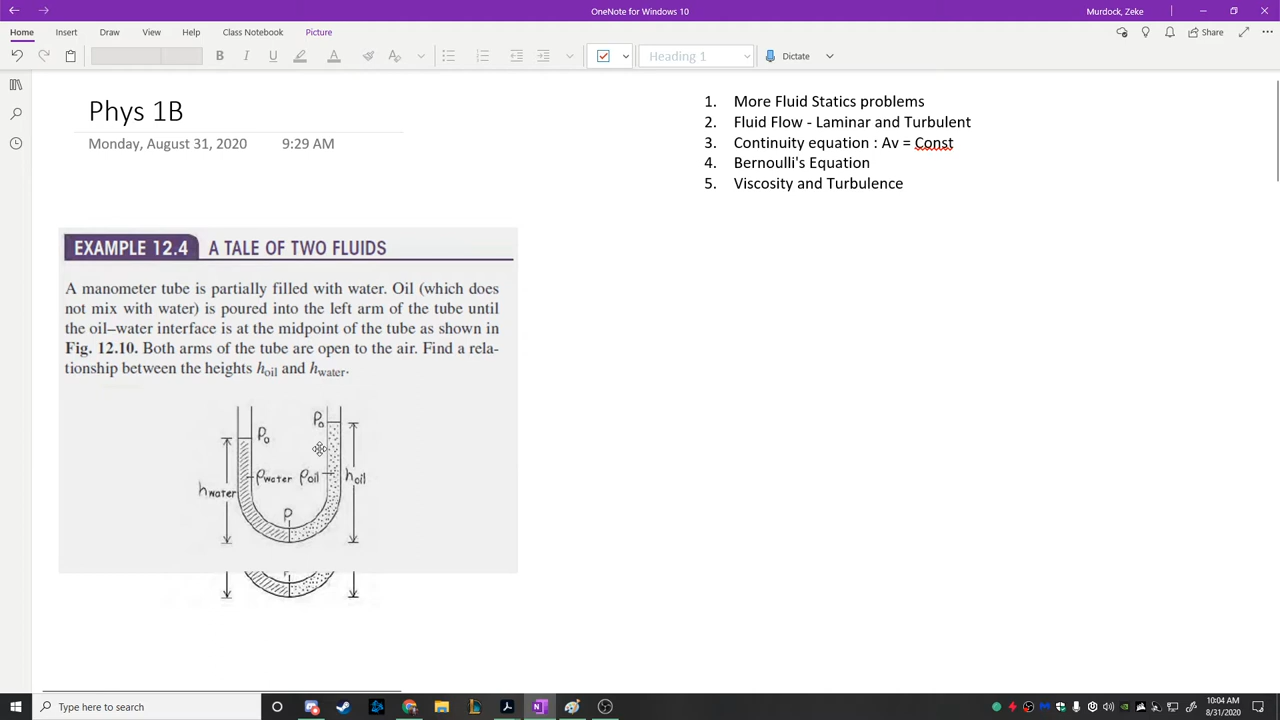 OneNote for Windows 10
Murdock, Zeke
Home Insert Draw View Help Class Notebook Picture
Share
B I U A Heading 1 Dictate
Phys 1B
Monday, August 31, 2020 9:29 AM
1. More Fluid Statics problems
2. Fluid Flow - Laminar and Turbulent
3. Continuity equation : Av = Const
4. Bernoulli's Equation
5. Viscosity and Turbulence
EXAMPLE 12.4 A TALE OF TWO FLUIDS
A manometer tube is partially filled with water. Oil (which does
not mix with water) is poured into the left arm of the tube until
the oil–water interface is at the midpoint of the tube as shown in
Fig. 12.10. Both arms of the tube are open to the air. Find a rela-
tionship between the heights h_oil and h_water.
P₀ P₀
ρwater ρoil h_oil
h_water
P
Type here to search
10:04 AM
8/31/2020